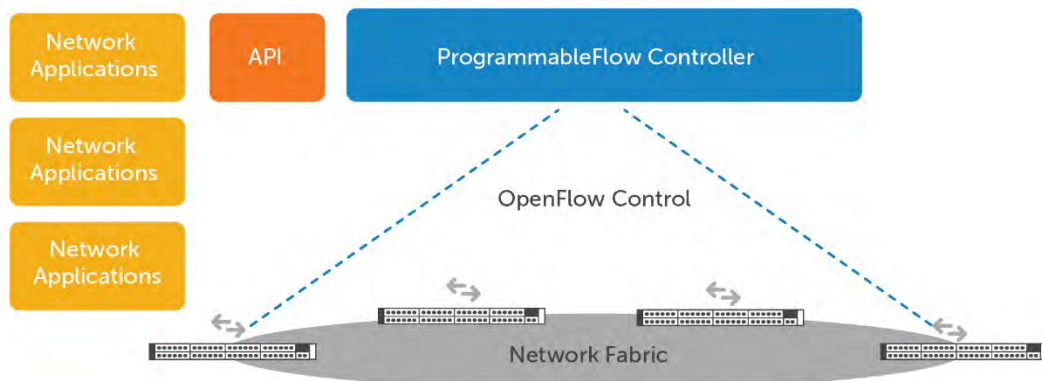 Network
Applications
API
ProgrammableFlow Controller
Network
Applications
OpenFlow Control
Network
Applications
Network Fabric